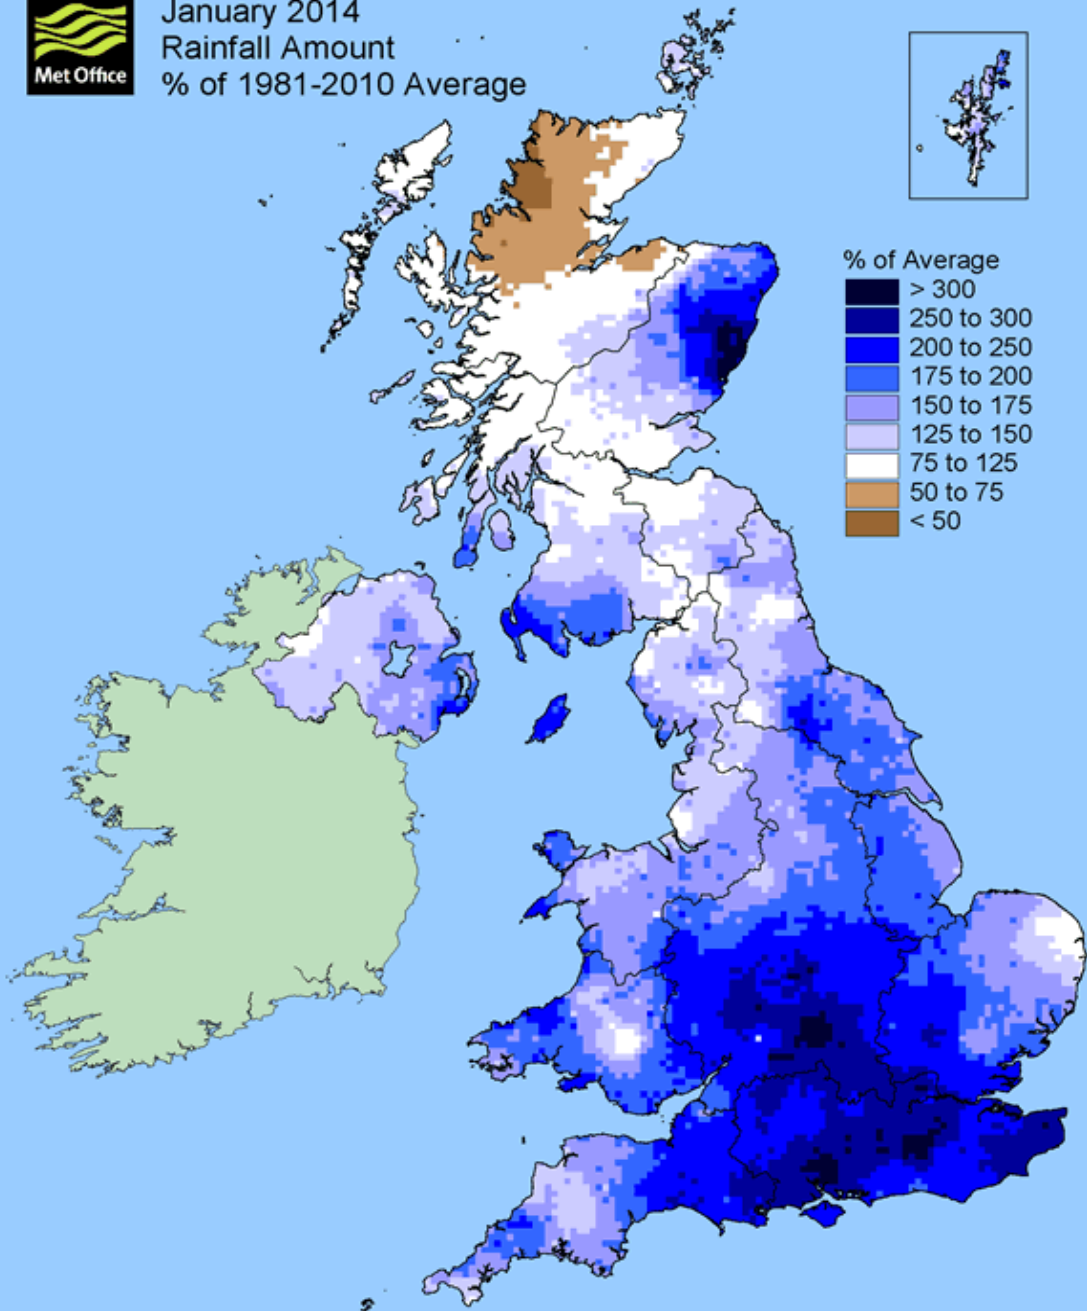 January 2014
Rainfall Amount
% of 1981-2010 Average
Met Office
% of Average
> 300
250 to 300
200 to 250
175 to 200
150 to 175
125 to 150
75 to 125
50 to 75
< 50